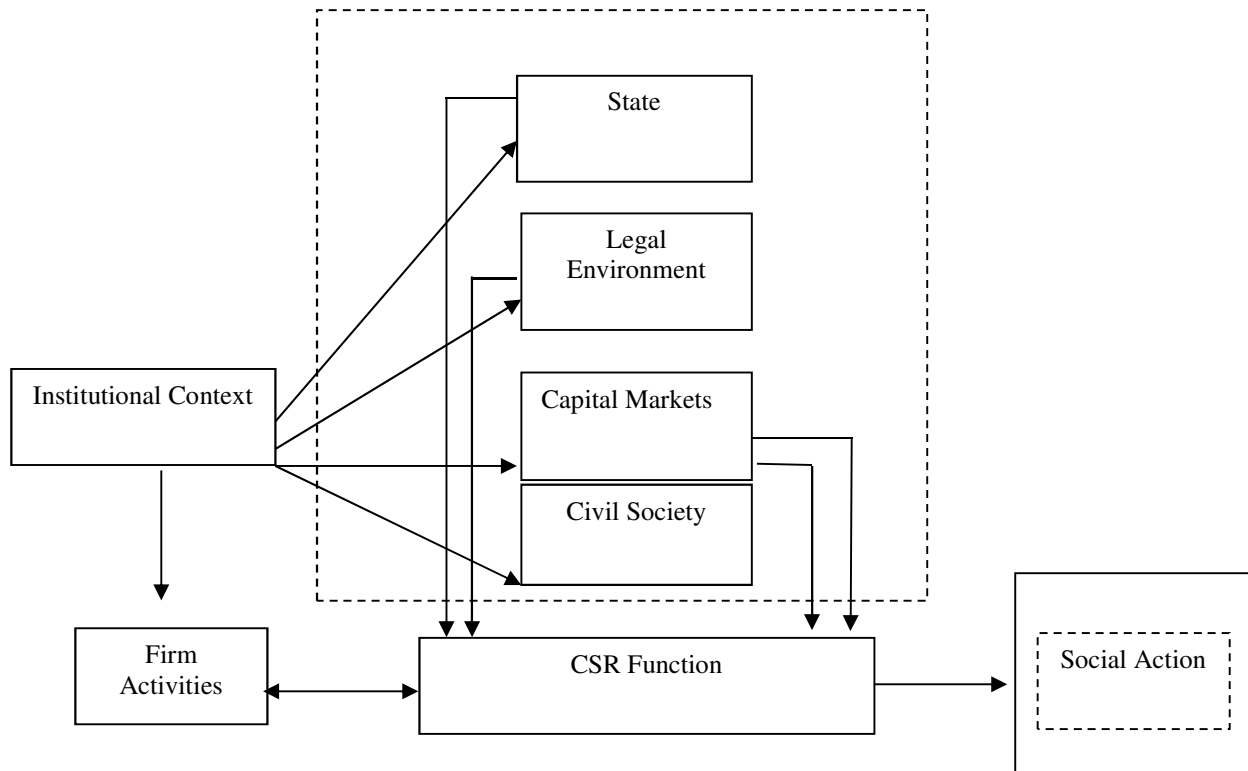 State
Legal
Environment
Institutional Context
Capital Markets
Civil Society
Firm
Activities
CSR Function
Social Action